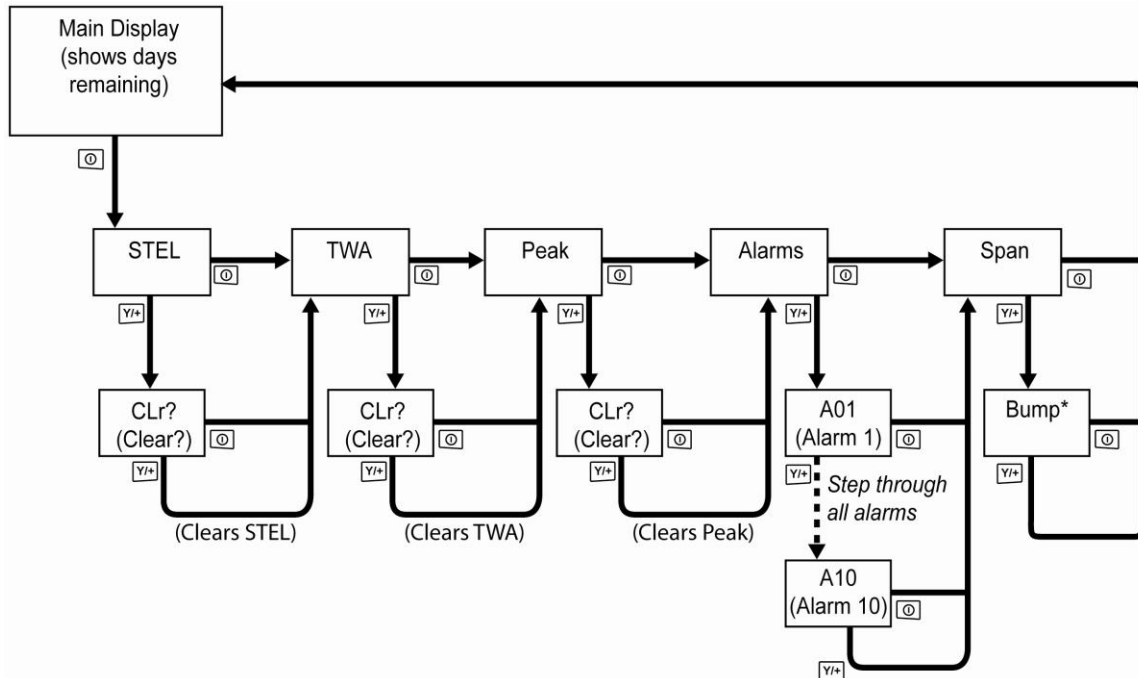 Main Display
(shows days
remaining)
STEL
TWA
Peak
Alarms
Span
Y/+
Y/+
Y/+
Y/+
Y/+
CLr?
(Clear?)
CLr?
(Clear?)
CLr?
(Clear?)
A01
(Alarm 1)
Bump*
Y/+
Y/+
Y/+
Y/+
Y/+
Step through
all alarms
(Clears STEL)
(Clears TWA)
(Clears Peak)
A10
(Alarm 10)
Y/+